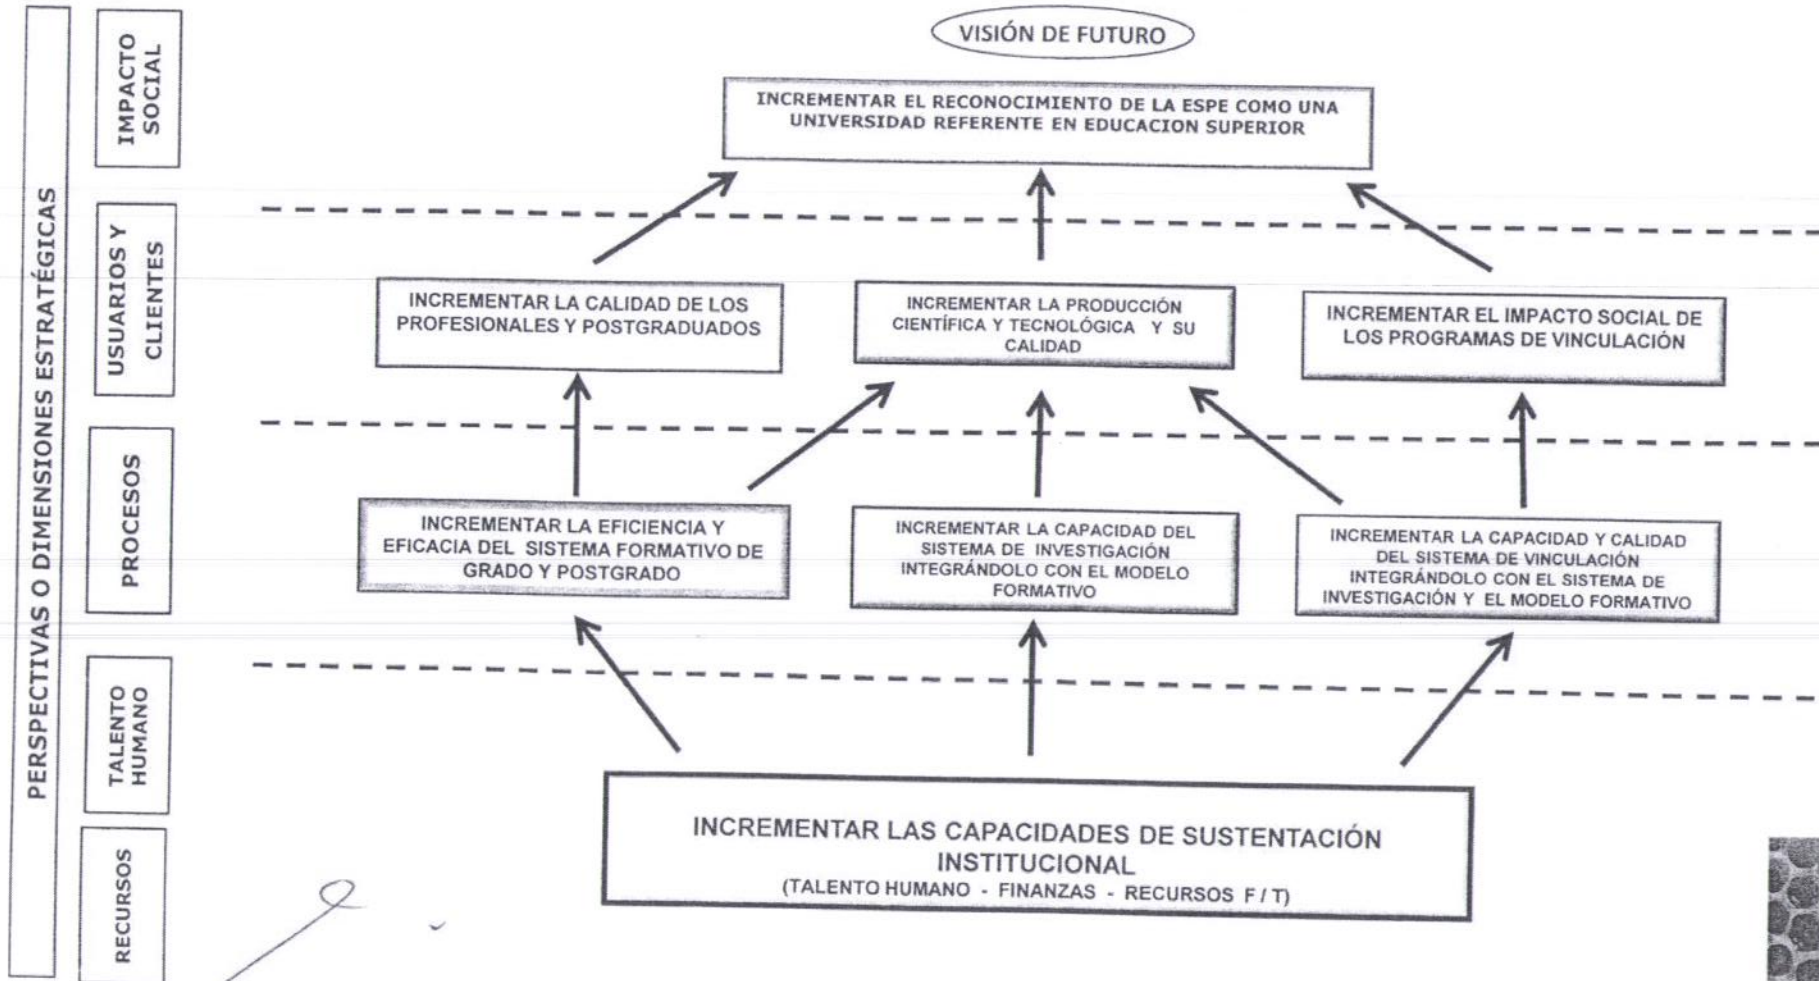 VISIÓN DE FUTURO
PERSPECTIVAS O DIMENSIONES ESTRATÉGICAS
IMPACTO
SOCIAL
INCREMENTAR EL RECONOCIMIENTO DE LA ESPE COMO UNA
UNIVERSIDAD REFERENTE EN EDUCACION SUPERIOR
USUARIOS Y
CLIENTES
INCREMENTAR LA CALIDAD DE LOS
PROFESIONALES Y POSTGRADUADOS
INCREMENTAR LA PRODUCCIÓN
CIENTÍFICA Y TECNOLÓGICA Y SU
CALIDAD
INCREMENTAR EL IMPACTO SOCIAL DE
LOS PROGRAMAS DE VINCULACIÓN
PROCESOS
INCREMENTAR LA EFICIENCIA Y
EFICACIA DEL SISTEMA FORMATIVO DE
GRADO Y POSTGRADO
INCREMENTAR LA CAPACIDAD DEL
SISTEMA DE INVESTIGACIÓN
INTEGRÁNDOLO CON EL MODELO
FORMATIVO
INCREMENTAR LA CAPACIDAD Y CALIDAD
DEL SISTEMA DE VINCULACIÓN
INTEGRÁNDOLO CON EL SISTEMA DE
INVESTIGACIÓN Y EL MODELO FORMATIVO
TALENTO
HUMANO
RECURSOS
INCREMENTAR LAS CAPACIDADES DE SUSTENTACIÓN
INSTITUCIONAL
(TALENTO HUMANO - FINANZAS - RECURSOS F / T)